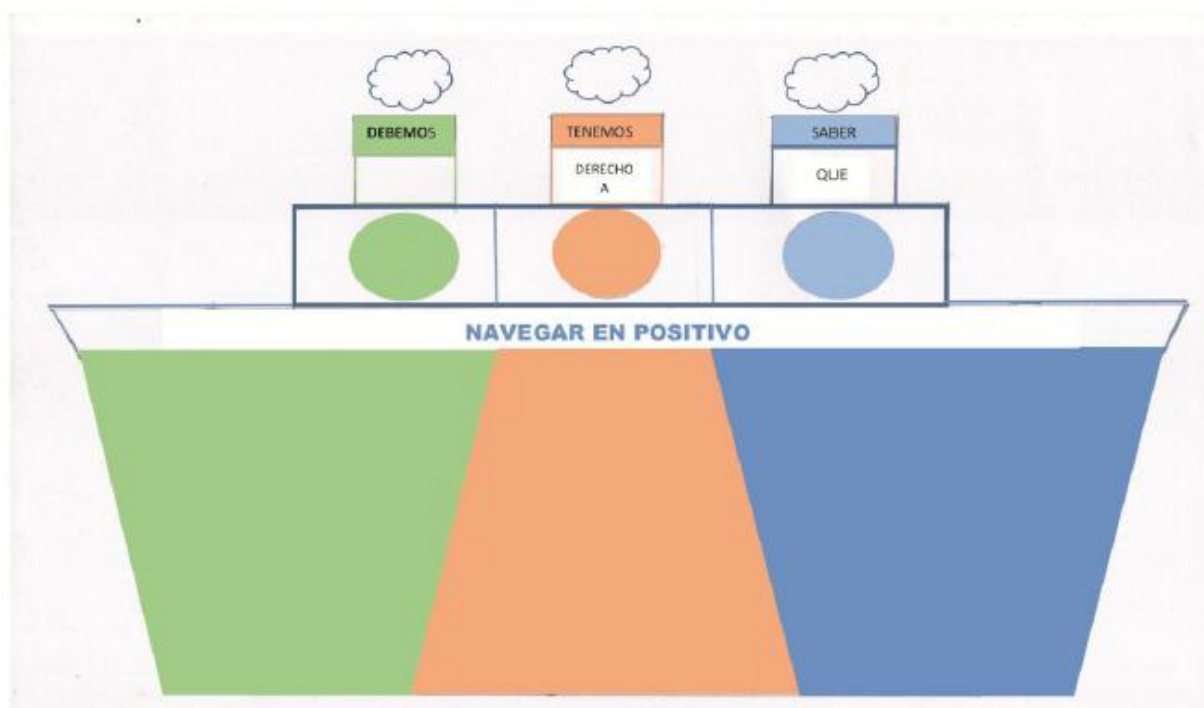 DEBEMOS
TENEMOS
SABER
DERECHO
A
QUE
NAVEGAR EN POSITIVO